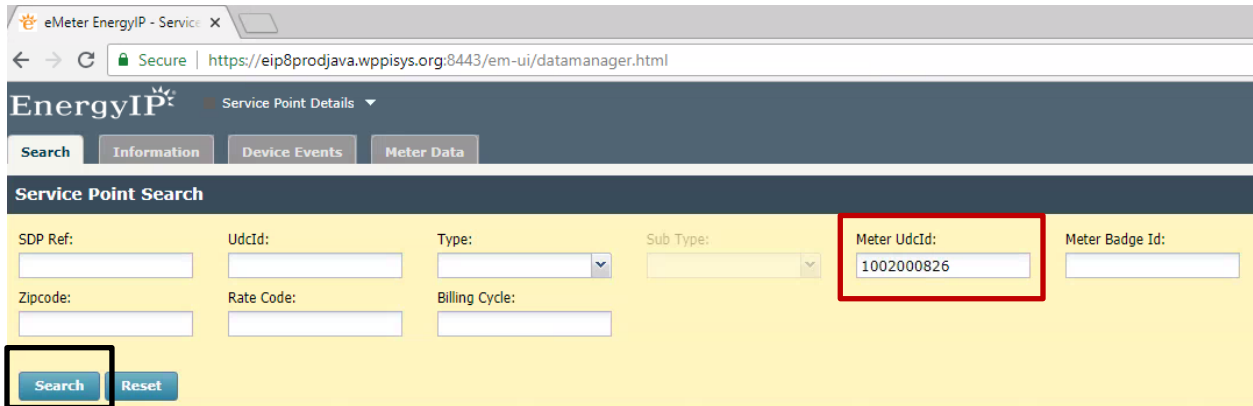 eMeter EnergyIP - Service
Secure | https://eip8prodjava.wppisys.org:8443/em-ui/datamanager.html
EnergyIP Service Point Details
Search Information Device Events Meter Data
Service Point Search
SDP Ref: UdcId: Type: Sub Type: Meter UdcId: Meter Badge Id:
1002000826
Zipcode: Rate Code: Billing Cycle:
Search Reset